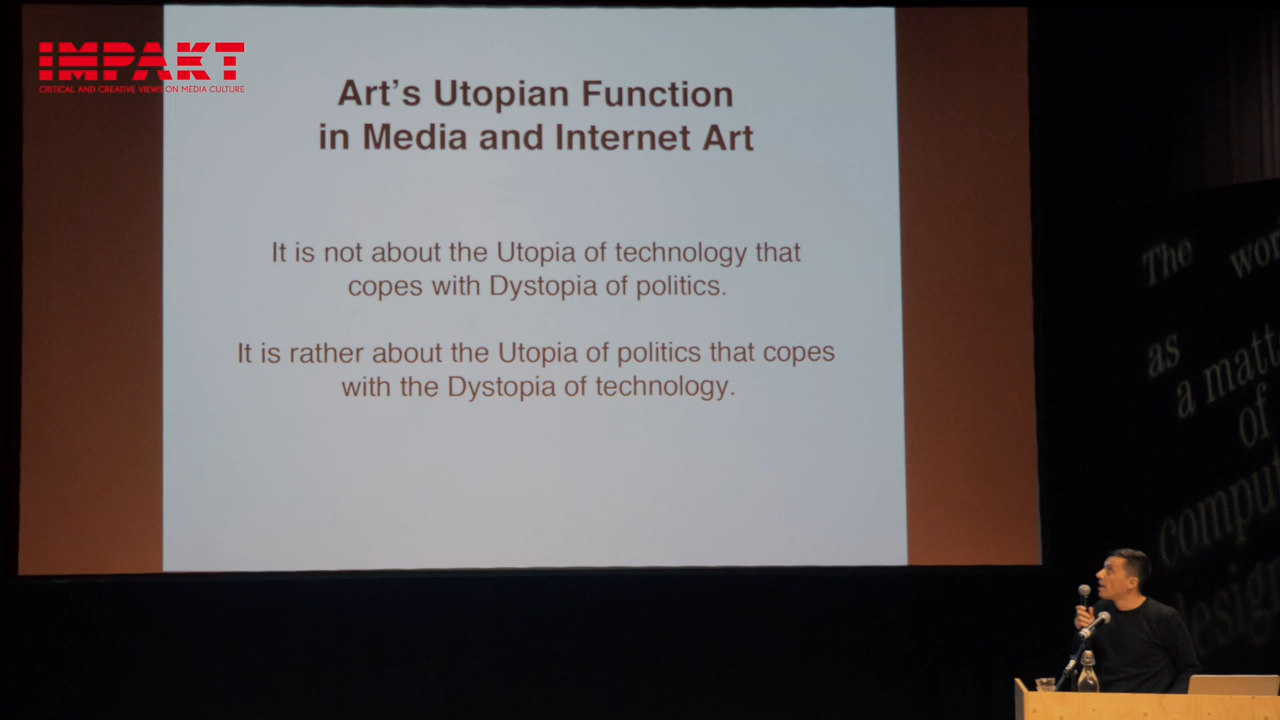 IMPAKT
CRITICAL AND CREATIVE VIEWS ON MEDIA CULTURE
Art's Utopian Function
in Media and Internet Art
It is not about the Utopia of technology that
copes with Dystopia of politics.
It is rather about the Utopia of politics that copes
with the Dystopia of technology.
The
as
a
of